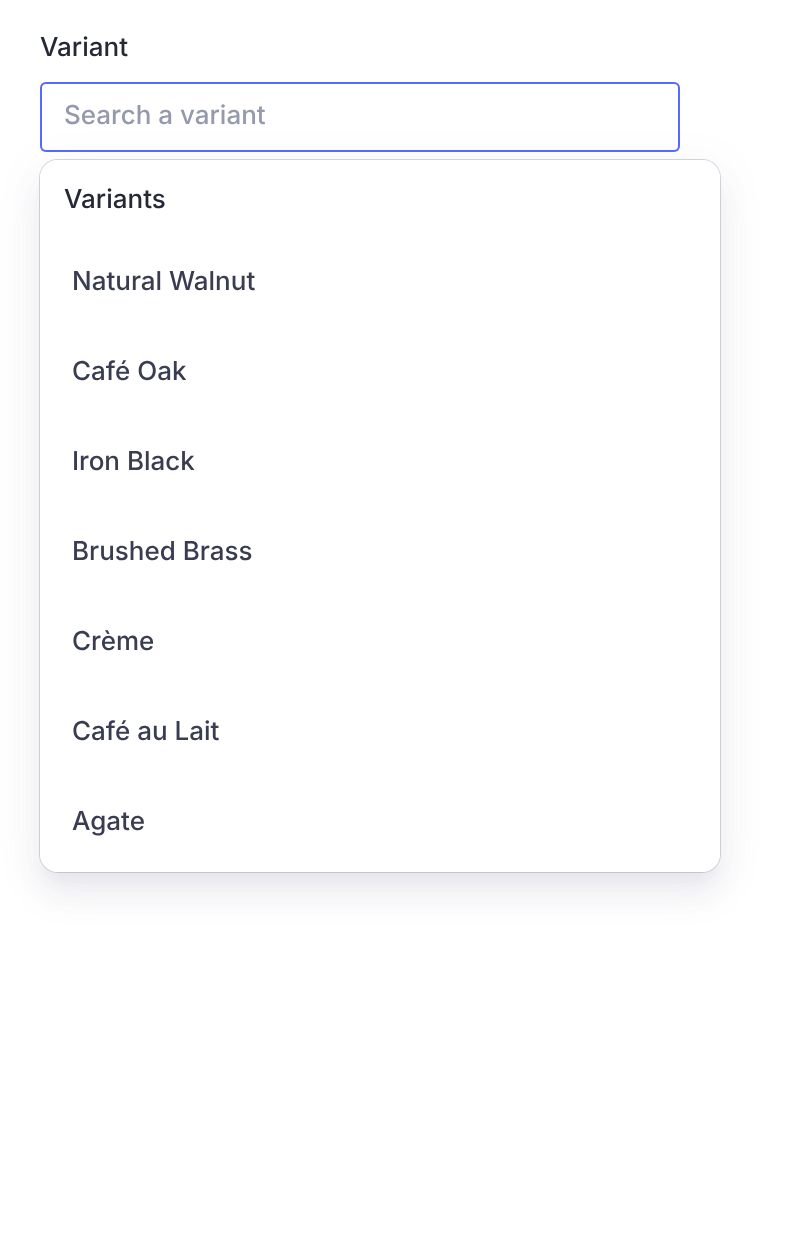 Variant
Search a variant
Variants
Natural Walnut
Café Oak
Iron Black
Brushed Brass
Crème
Café au Lait
Agate